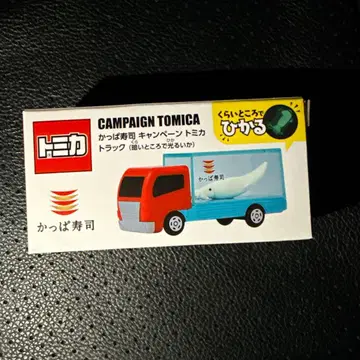 CAMPAIGN TOMICA
かっぱ寿司 キャンペーン トミカ
トラック(暗いところで光るいか)
くらいところで
ひかる
トミカ
かっぱ寿司